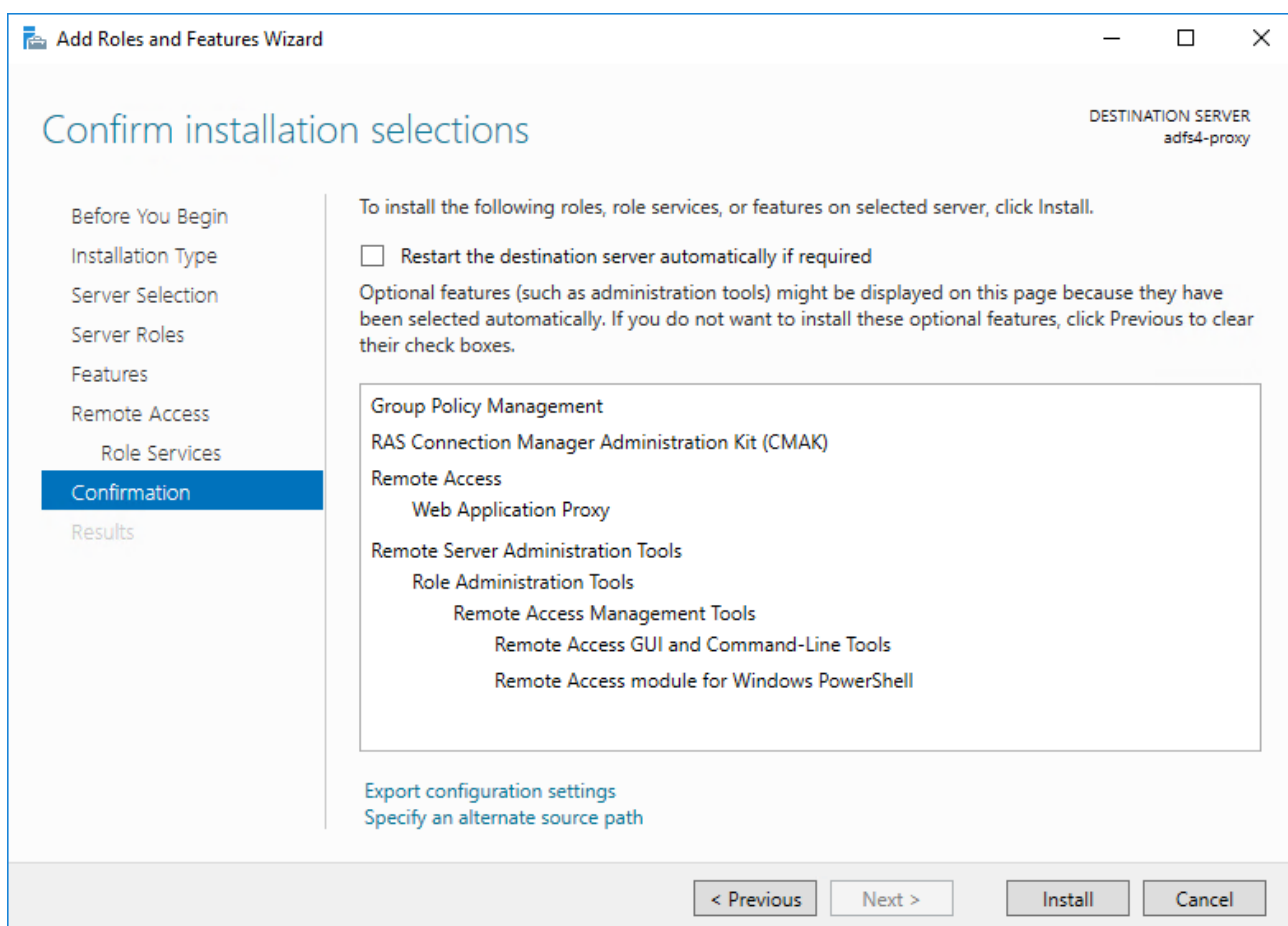 Add Roles and Features Wizard
Confirm installation selections
DESTINATION SERVER
adfs4-proxy
Before You Begin
Installation Type
Server Selection
Server Roles
Features
Remote Access
Role Services
Confirmation
Results
To install the following roles, role services, or features on selected server, click Install.
Restart the destination server automatically if required
Optional features (such as administration tools) might be displayed on this page because they have
been selected automatically. If you do not want to install these optional features, click Previous to clear
their check boxes.
Group Policy Management
RAS Connection Manager Administration Kit (CMAK)
Remote Access
Web Application Proxy
Remote Server Administration Tools
Role Administration Tools
Remote Access Management Tools
Remote Access GUI and Command-Line Tools
Remote Access module for Windows PowerShell
Export configuration settings
Specify an alternate source path
< Previous
Next >
Install
Cancel